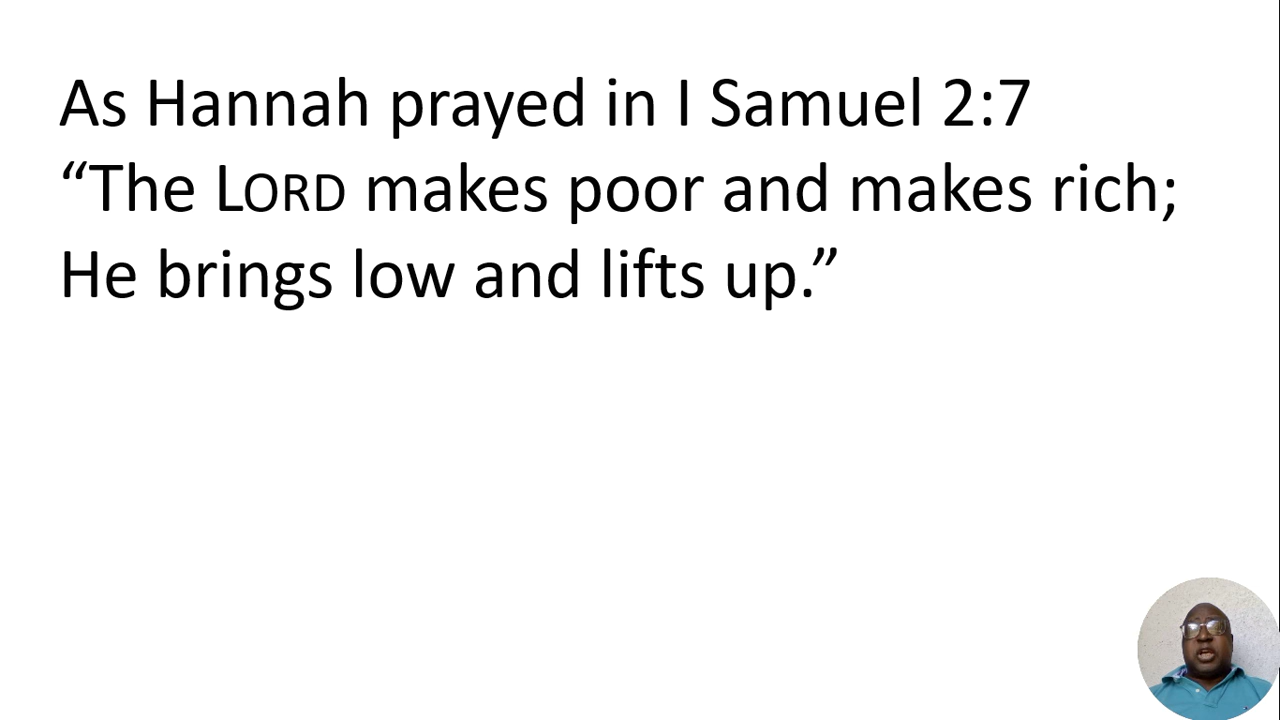 As Hannah prayed in I Samuel 2:7
“The LORD makes poor and makes rich;
He brings low and lifts up.”